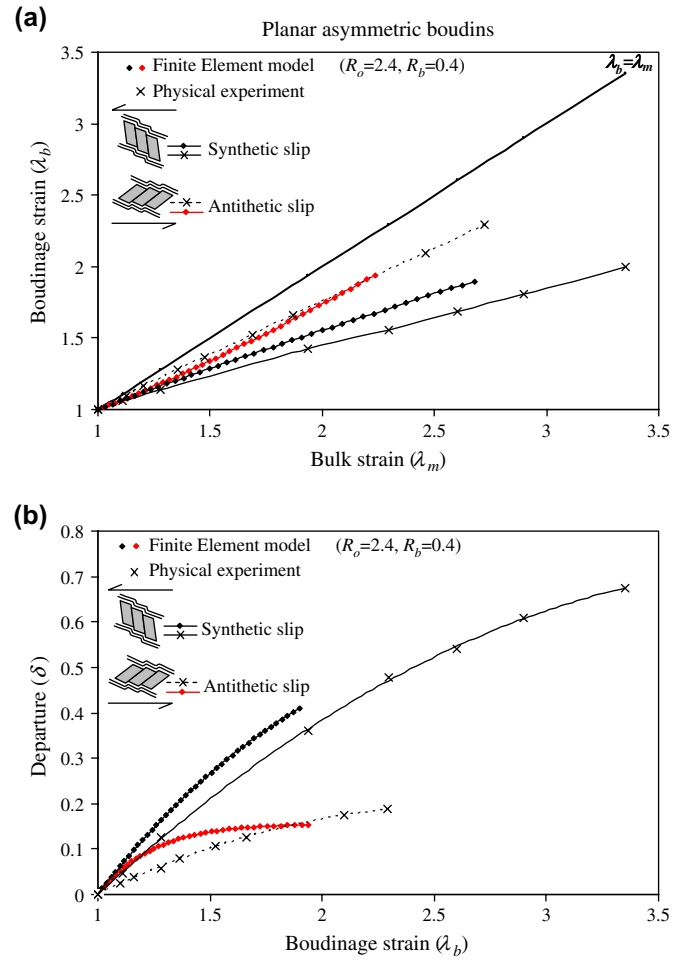 (a)
Planar asymmetric boudins
3.5
3
2.5
2
1.5
1
Boudinage strain (λb)
Finite Element model (Ro=2.4, Rb=0.4)
Physical experiment
Synthetic slip
Antithetic slip
λb=λm
1 1.5 2 2.5 3 3.5
Bulk strain (λm)
(b)
0.8
0.7
0.6
0.5
0.4
0.3
0.2
0.1
0
Departure (δ)
Finite Element model (Ro=2.4, Rb=0.4)
Physical experiment
Synthetic slip
Antithetic slip
1 1.5 2 2.5 3 3.5
Boudinage strain (λb)